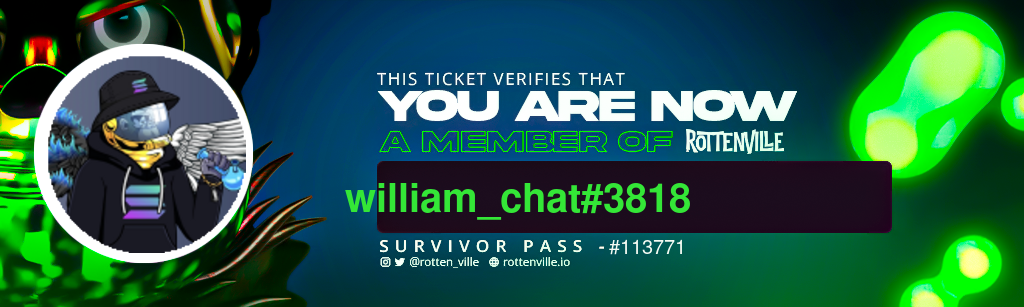 THIS TICKET VERIFIES THAT
YOU ARE NOW
A MEMBER OF ROTTENVILLE
william_chat#3818
SURVIVOR PASS - #113771
@rotten_ville rottenville.io